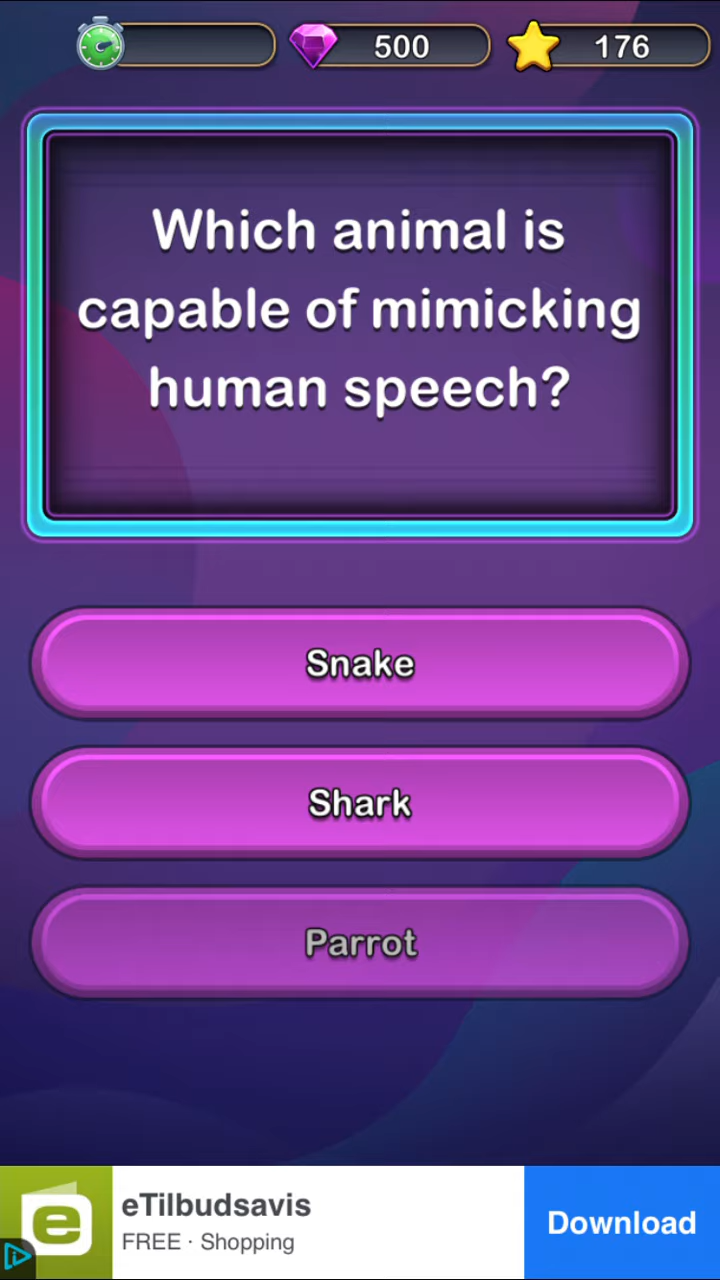 500
176
Which animal is
capable of mimicking
human speech?
Snake
Shark
Parrot
e
eTilbudsavis
FREE · Shopping
Download